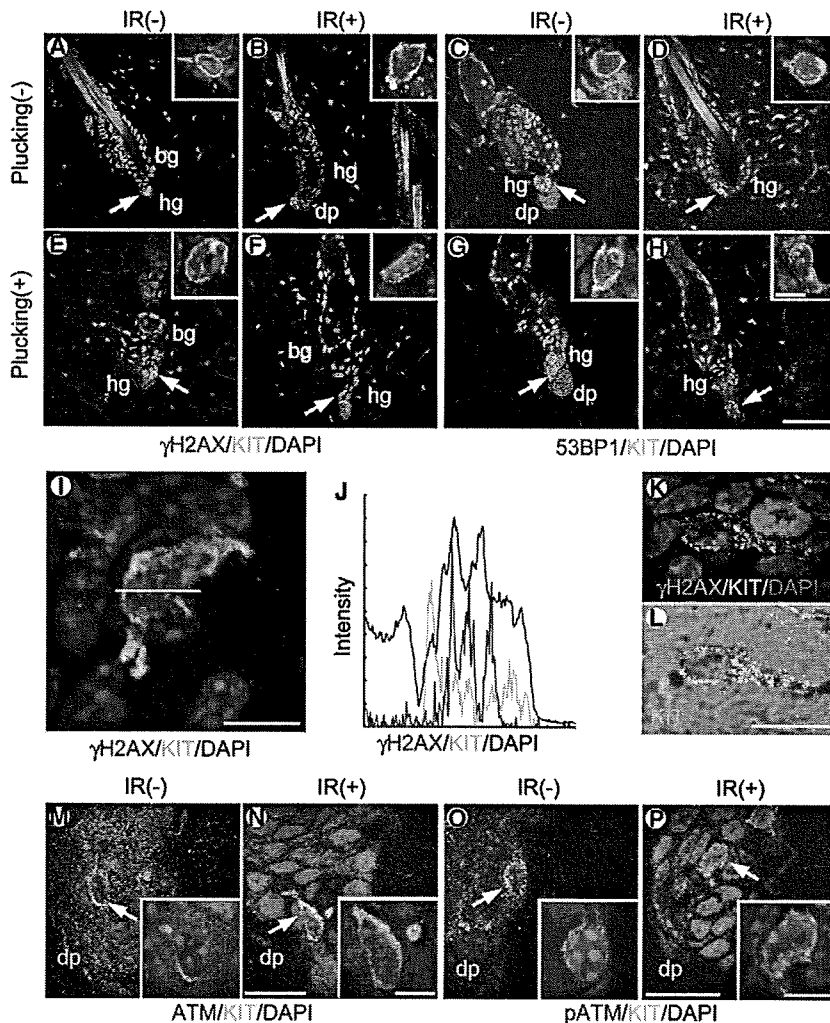 IR(-) IR(+) IR(-) IR(+)
Plucking(-)
A B C D
bg hg hg dp hg dp hg
Plucking(+)
E F G H
bg hg bg hg hg dp hg
γH2AX/KIT/DAPI 53BP1/KIT/DAPI
I J K
Intensity
γH2AX/KIT/DAPI
L
γH2AX/KIT/DAPI γH2AX/KIT/DAPI
IR(-) IR(+) IR(-) IR(+)
M N O P
dp dp dp
ATM/KIT/DAPI pATM/KIT/DAPI